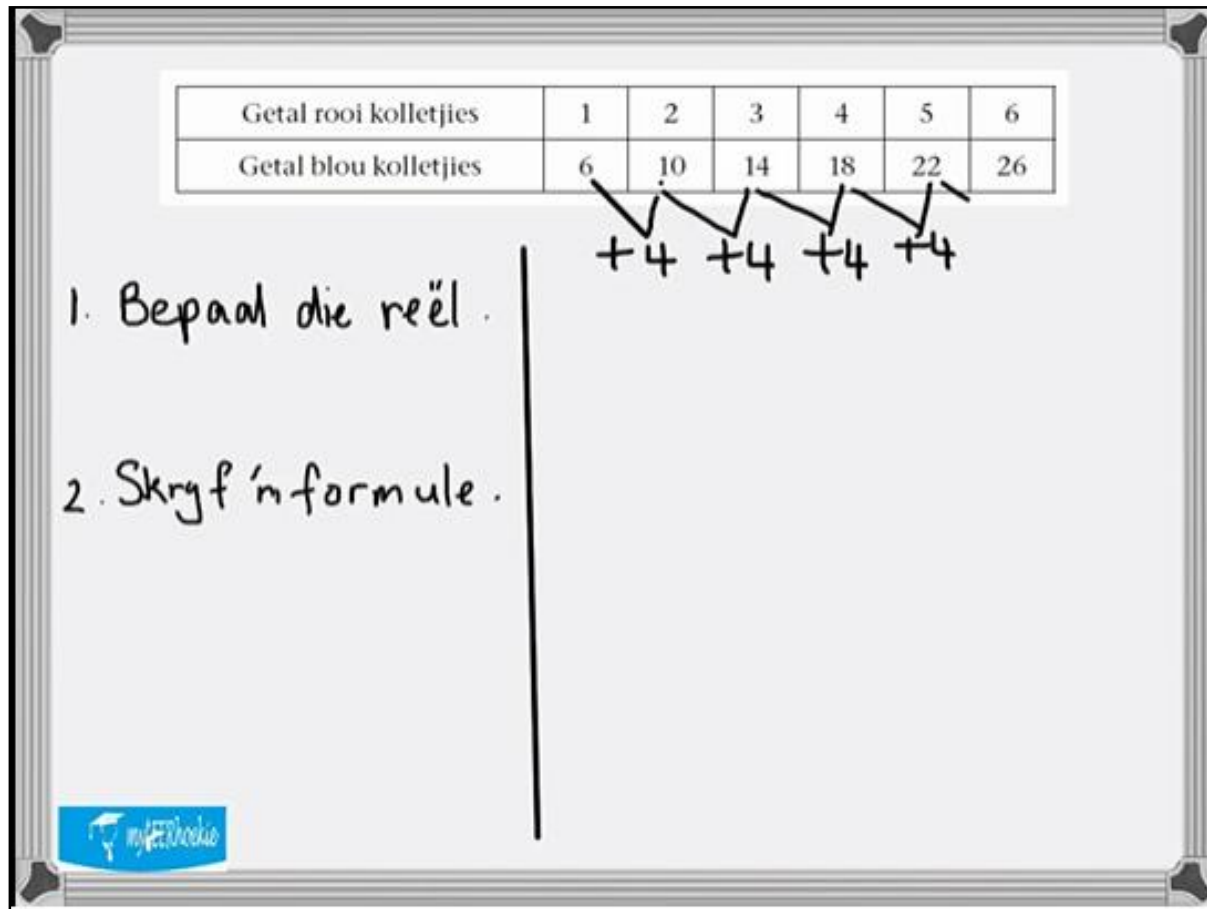 Getal rooi kolletjies 1 2 3 4 5 6
Getal blou kolletjies 6 10 14 18 22 26
+4 +4 +4 +4
1. Bepaal die reël.
2. Skryf 'n formule.
myLEERhoekie